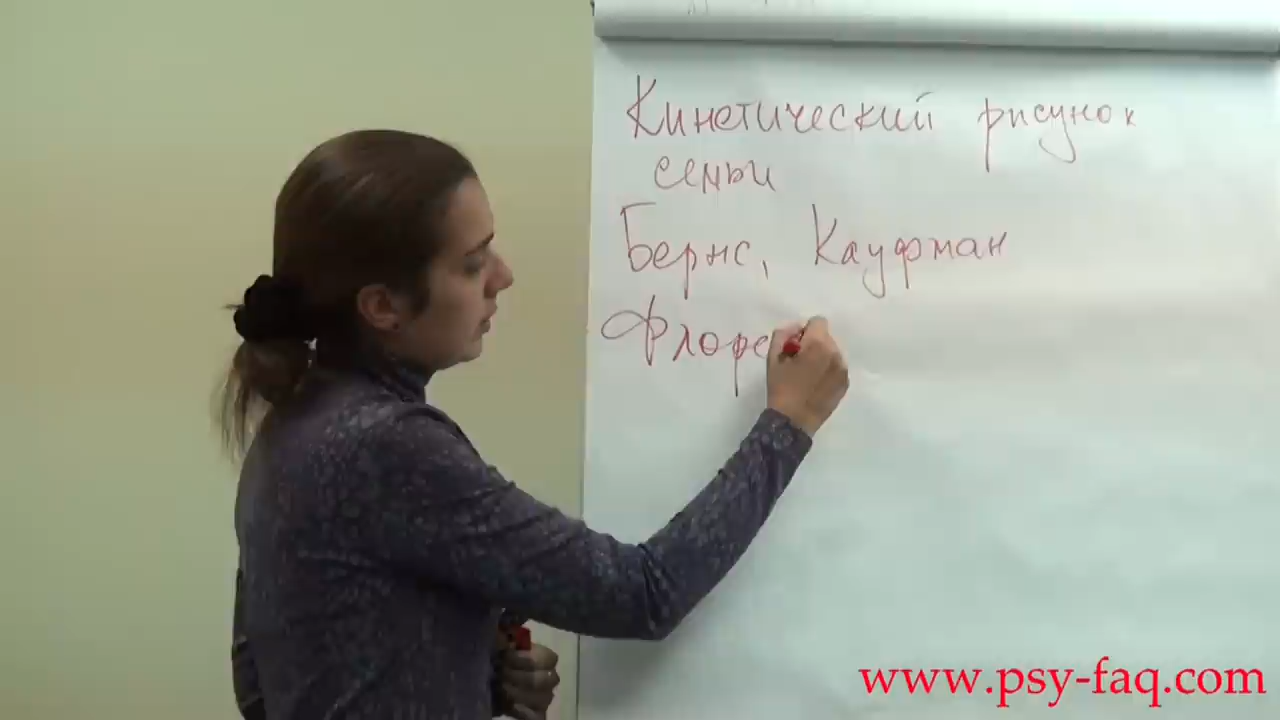 Кинетический рисунок
семьи
Бернс, Кауфман
Флоре
www.psy-faq.com